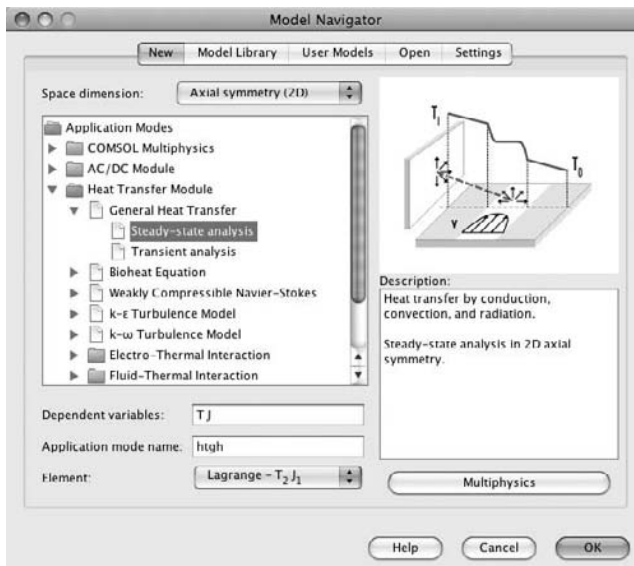 Model Navigator
New Model Library User Models Open Settings
Space dimension: Axial symmetry (2D)
Application Modes
COMSOL Multiphysics
AC/DC Module
Heat Transfer Module
General Heat Transfer
Steady-state analysis
Transient analysis
Bioheat Equation
Weakly Compressible Navier-Stokes
k-ε Turbulence Model
k-ω Turbulence Model
Electro-Thermal Interaction
Fluid-Thermal Interaction
Dependent variables: T J
Application mode name: htgh
Element: Lagrange - T₂ J₁
T₁
T₀
v
Description:
Heat transfer by conduction,
convection, and radiation.
Steady-state analysis in 2D axial
symmetry.
Multiphysics
Help Cancel OK